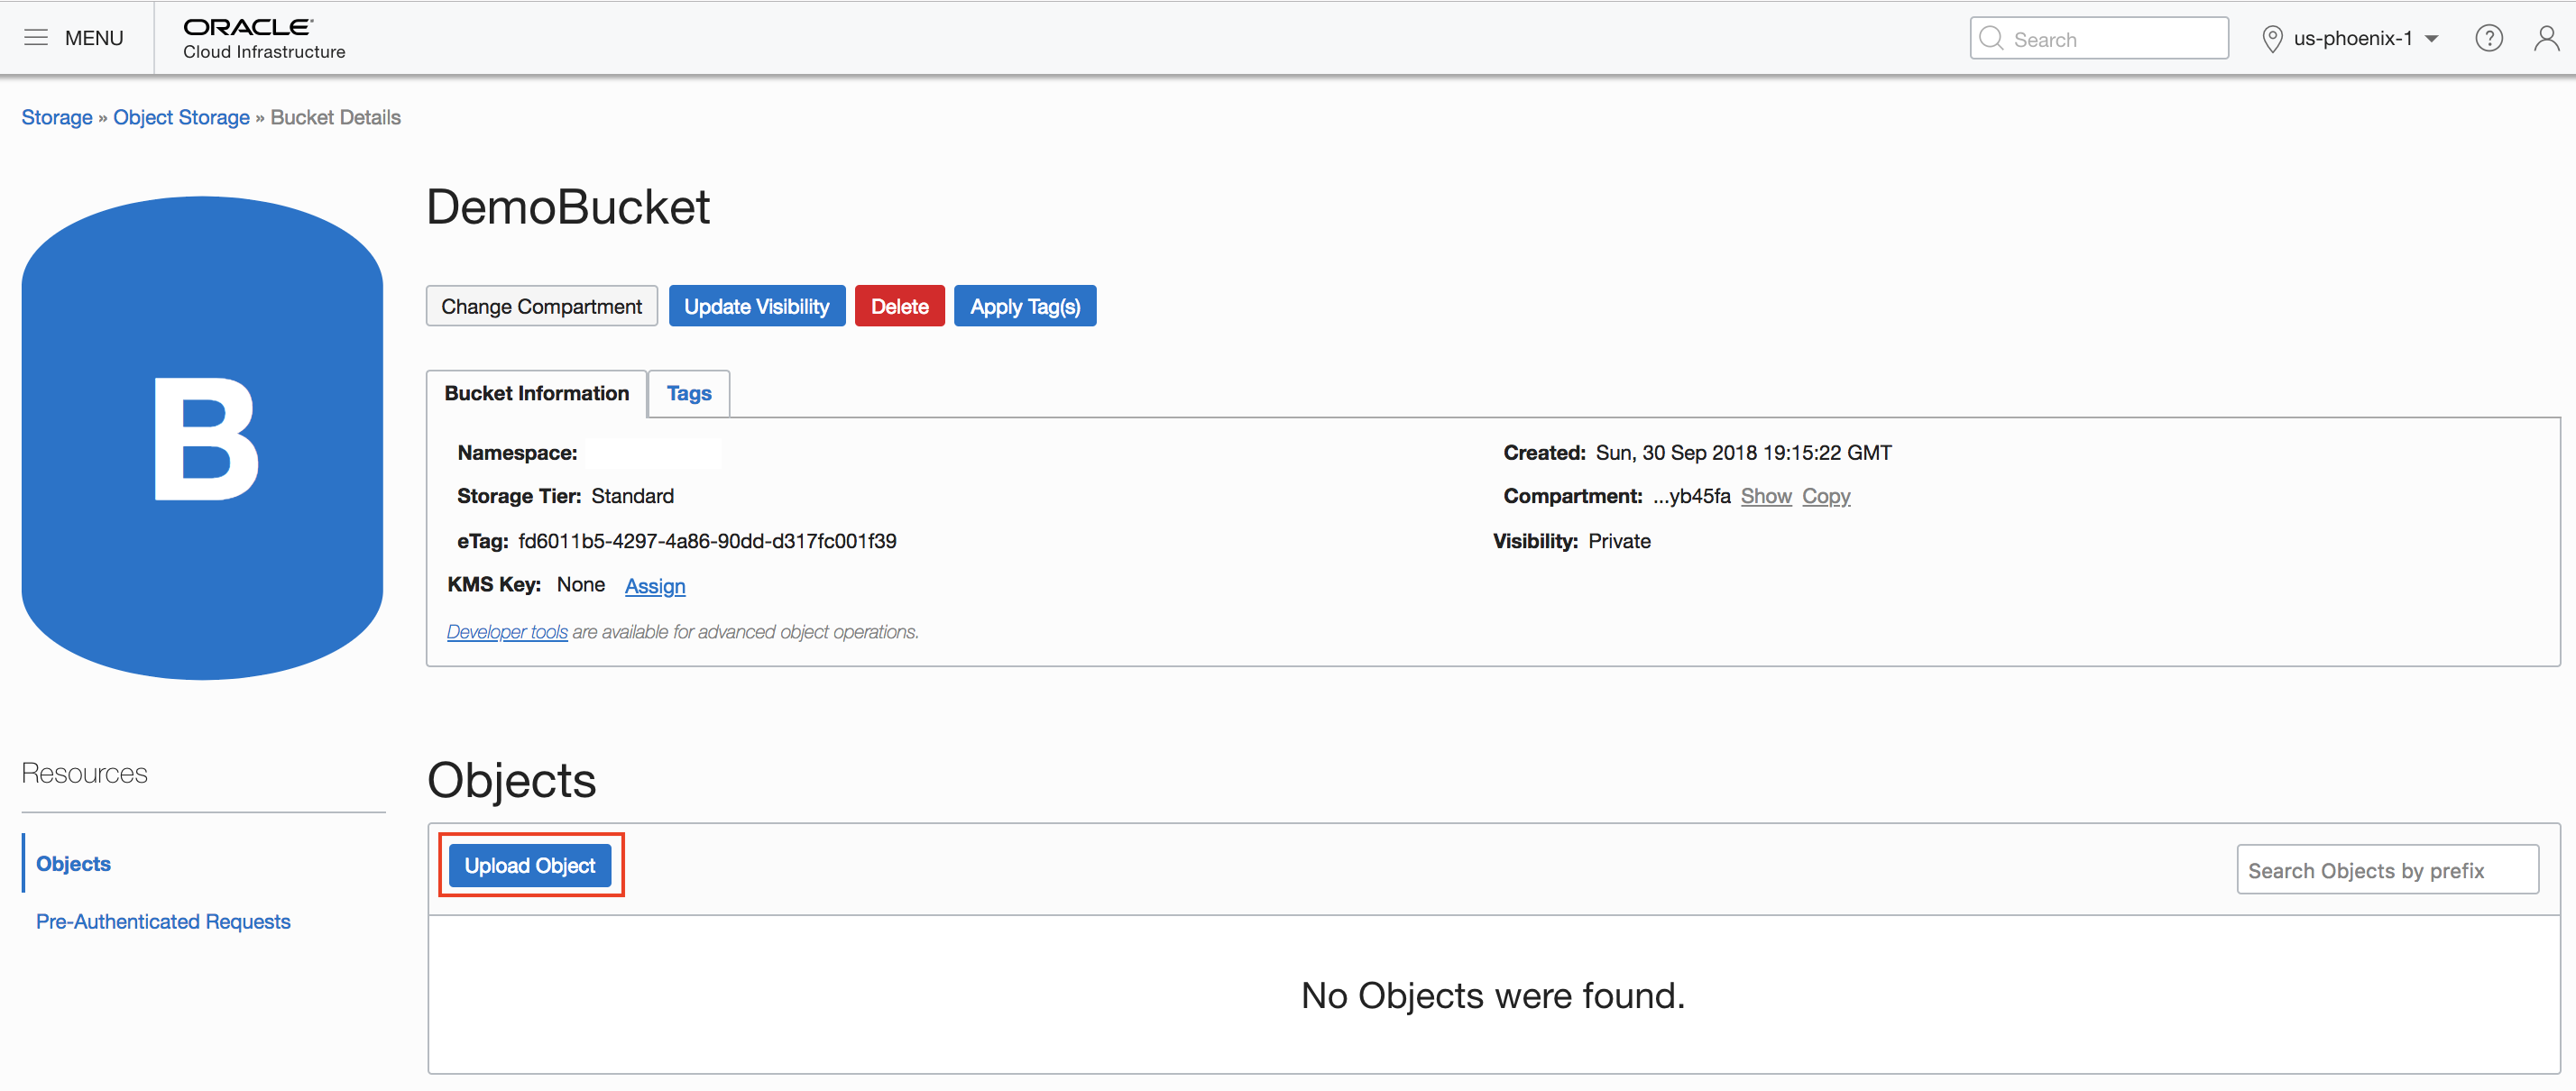 MENU
ORACLE
Cloud Infrastructure
Search
us-phoenix-1
?
Storage » Object Storage » Bucket Details
B
DemoBucket
Change Compartment Update Visibility Delete Apply Tag(s)
Bucket Information Tags
Namespace:
Created: Sun, 30 Sep 2018 19:15:22 GMT
Storage Tier: Standard
Compartment: ...yb45fa Show Copy
eTag: fd6011b5-4297-4a86-90dd-d317fc001f39
Visibility: Private
KMS Key: None Assign
Developer tools are available for advanced object operations.
Resources
Objects
Pre-Authenticated Requests
Objects
Upload Object
Search Objects by prefix
No Objects were found.